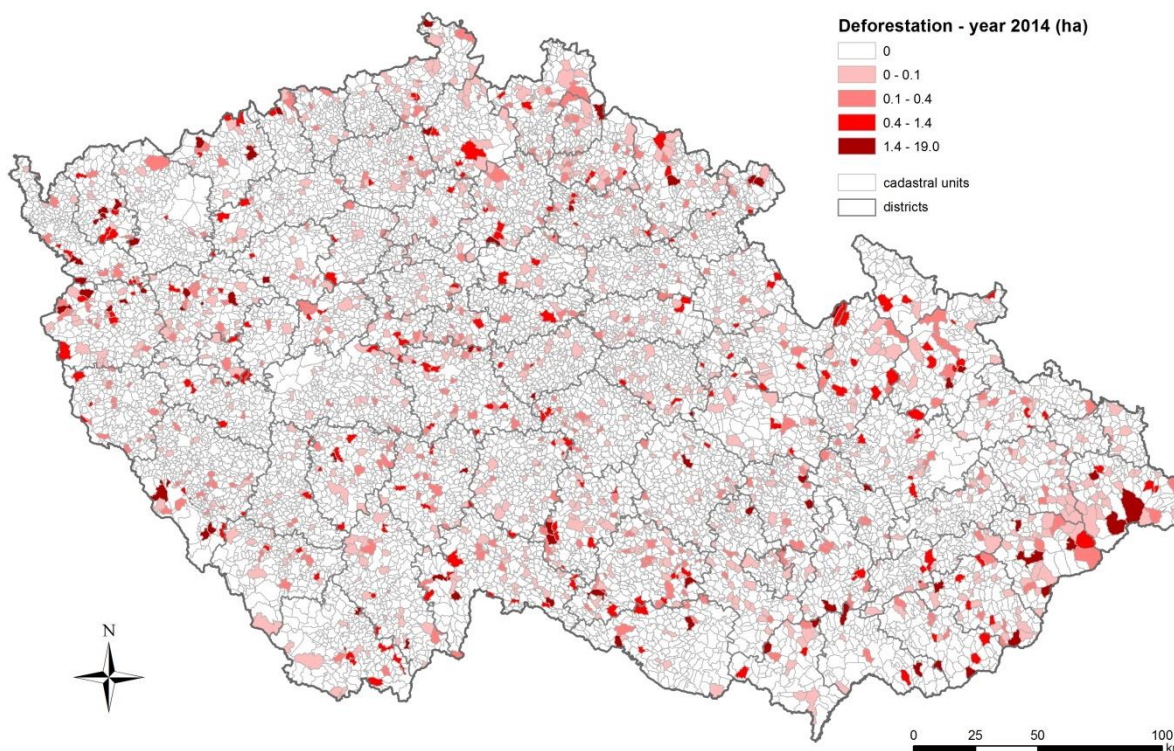 Deforestation - year 2014 (ha)
0
0 - 0.1
0.1 - 0.4
0.4 - 1.4
1.4 - 19.0
cadastral units
districts
N
0 25 50 100